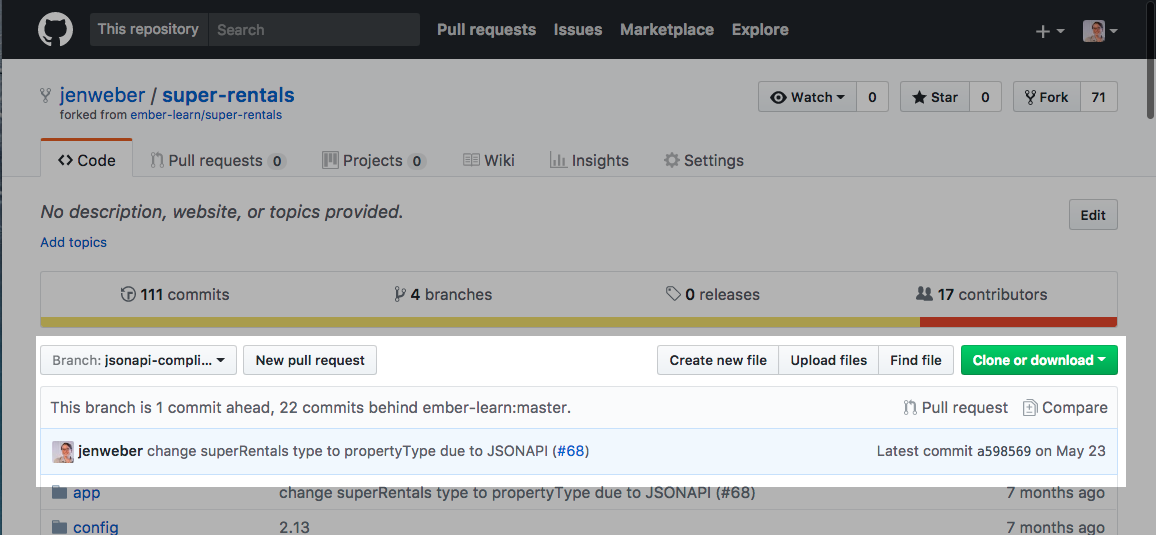 This repository Search Pull requests Issues Marketplace Explore
jenweber / super-rentals Watch 0 Star 0 Fork 71
forked from ember-learn/super-rentals
Code Pull requests 0 Projects 0 Wiki Insights Settings
No description, website, or topics provided. Edit
Add topics
111 commits 4 branches 0 releases 17 contributors
Branch: jsonapi-compli... New pull request Create new file Upload files Find file Clone or download
This branch is 1 commit ahead, 22 commits behind ember-learn:master. Pull request Compare
jenweber change superRentals type to propertyType due to JSONAPI (#68) Latest commit a598569 on May 23
app change superRentals type to propertyType due to JSONAPI (#68) 7 months ago
config 2.13 7 months ago